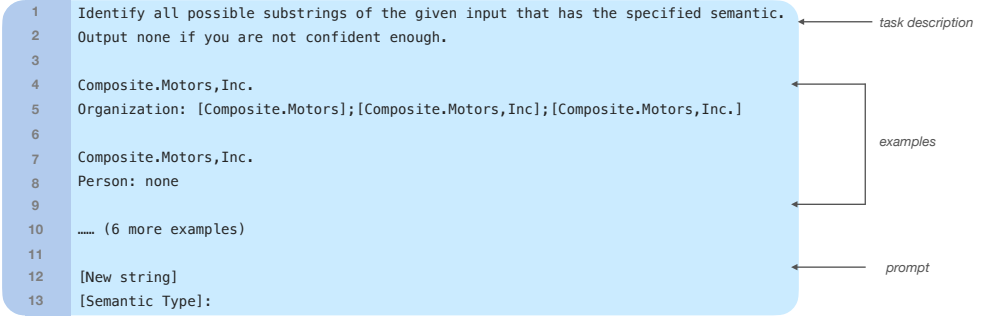 1 Identify all possible substrings of the given input that has the specified semantic.
task description
2 Output none if you are not confident enough.
3
4 Composite.Motors,Inc.
5 Organization: [Composite.Motors];[Composite.Motors,Inc];[Composite.Motors,Inc.]
6
examples
7 Composite.Motors,Inc.
8 Person: none
9
10 …… (6 more examples)
11
prompt
12 [New string]
13 [Semantic Type]: